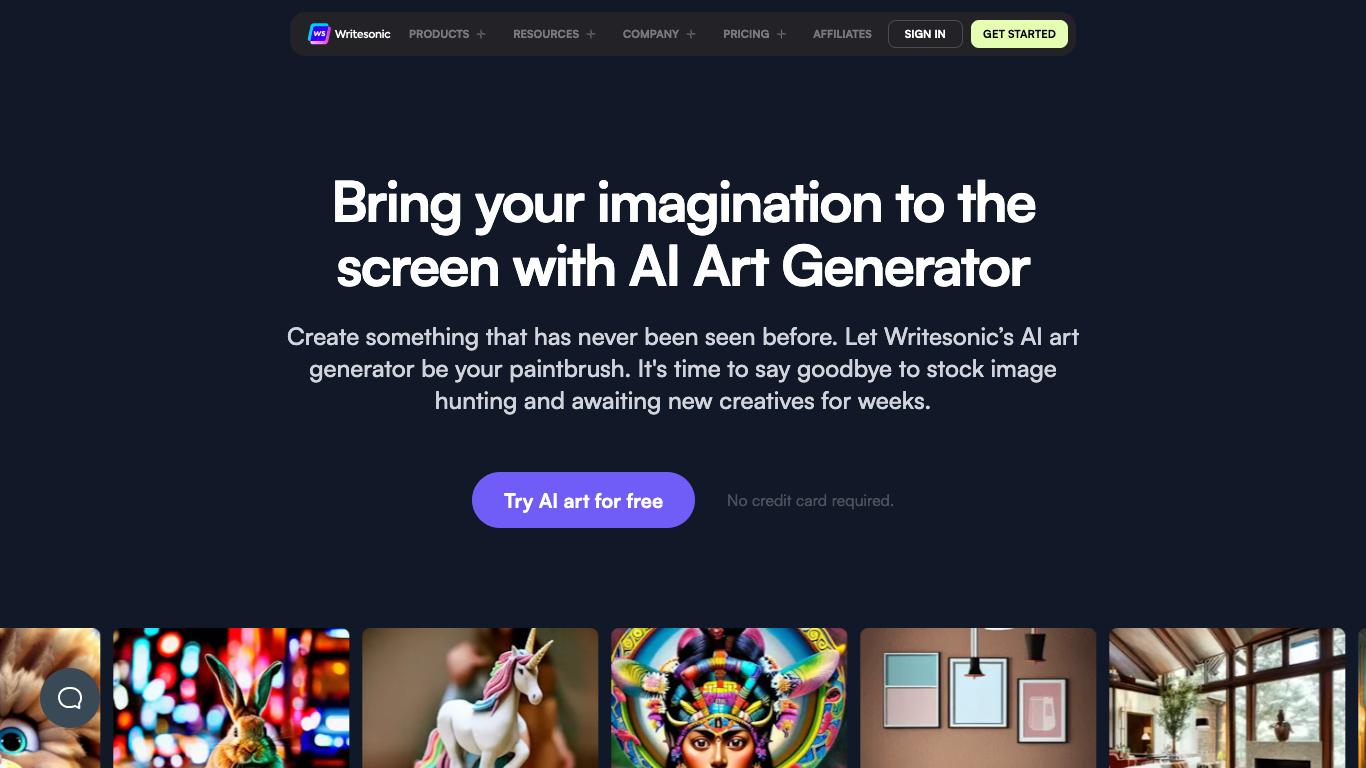 WS Writesonic PRODUCTS + RESOURCES + COMPANY + PRICING + AFFILIATES SIGN IN GET STARTED
Bring your imagination to the
screen with AI Art Generator
Create something that has never been seen before. Let Writesonic’s AI art
generator be your paintbrush. It's time to say goodbye to stock image
hunting and awaiting new creatives for weeks.
Try AI art for free No credit card required.